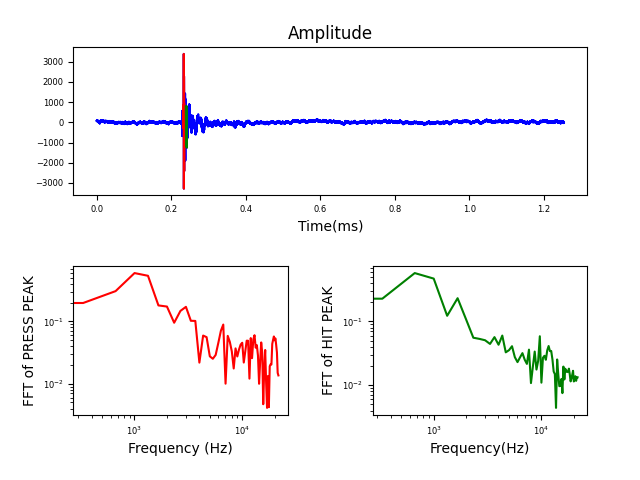 Amplitude
3000
2000
1000
0
−1000
−2000
−3000
0.0 0.2 0.4 0.6 0.8 1.0 1.2
Time(ms)
FFT of PRESS PEAK
10⁻¹
10⁻²
10³ 10⁴
Frequency (Hz)
FFT of HIT PEAK
10⁻¹
10⁻²
10³ 10⁴
Frequency(Hz)